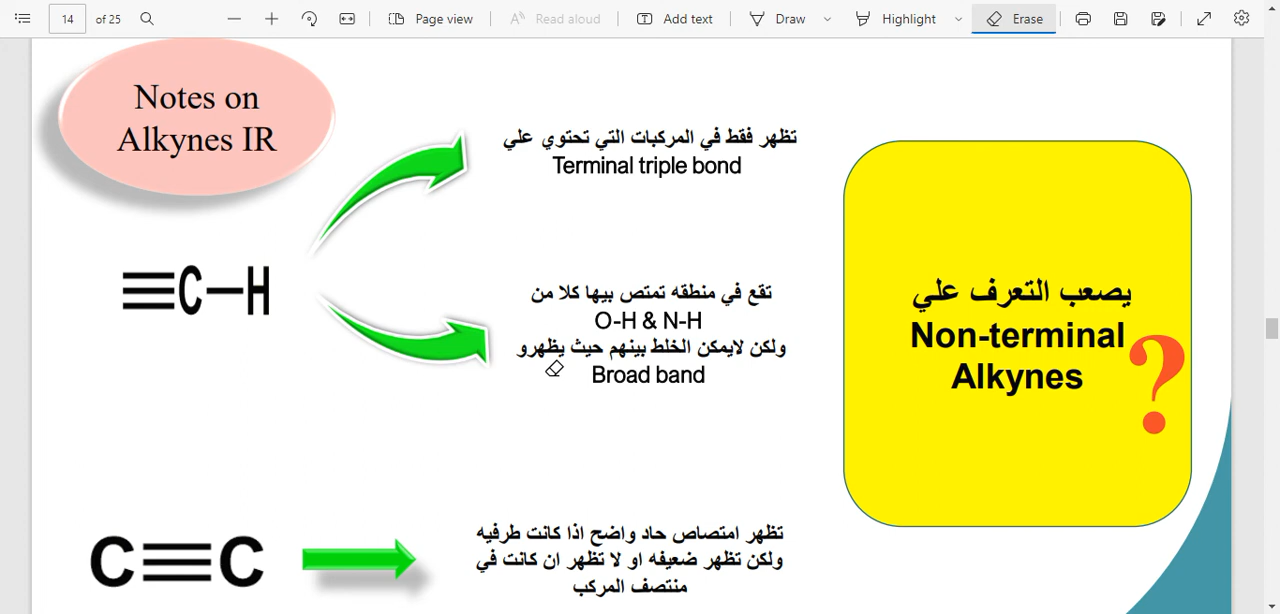 14
of 25
Page view
Read aloud
Add text
Draw
Highlight
Erase
Notes on
Alkynes IR
تظهر فقط في المركبات التي تحتوي علي
Terminal triple bond
≡C–H
تقع في منطقه تمتص بيها كلا من
O-H & N-H
ولكن لايمكن الخلط بينهم حيث يظهرو
Broad band
يصعب التعرف علي
Non-terminal
Alkynes
?
C≡C
تظهر امتصاص حاد واضح اذا كانت طرفيه
ولكن تظهر ضعيفه او لا تظهر ان كانت في
منتصف المركب